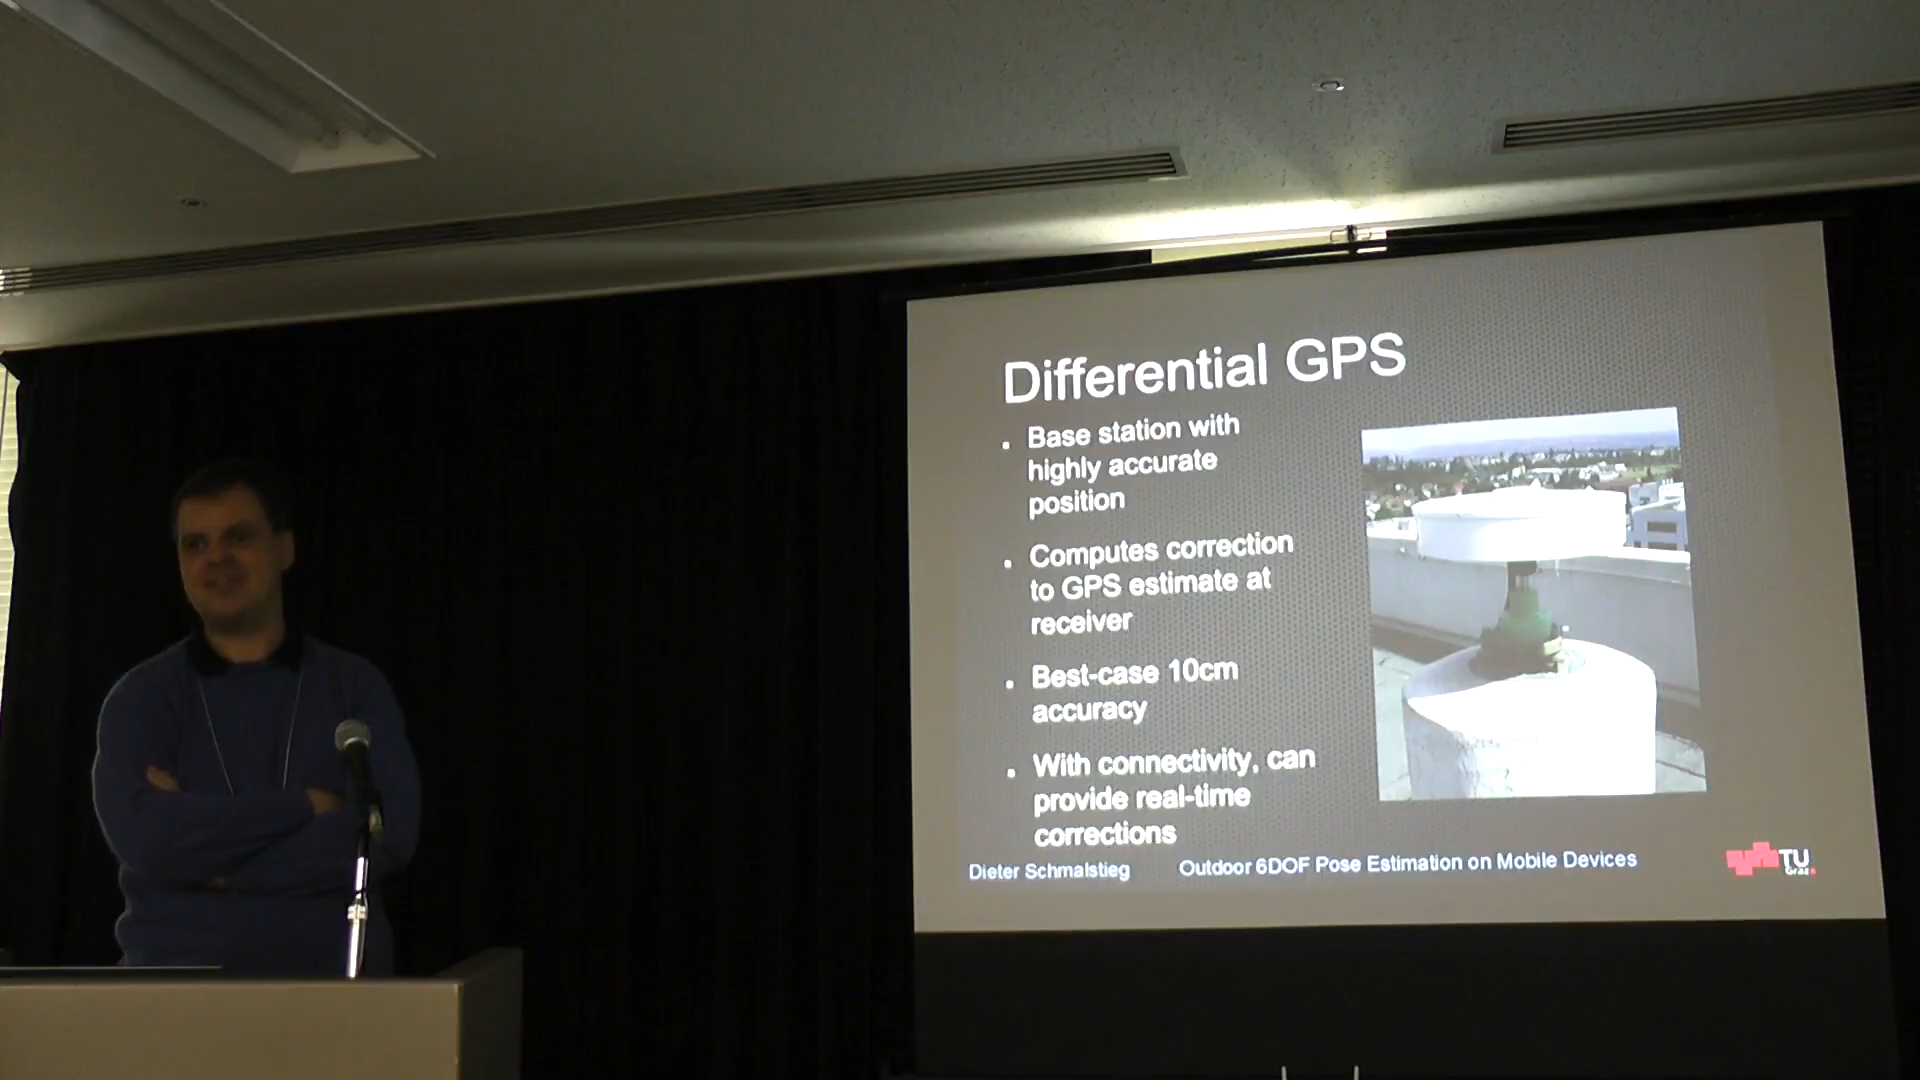 Differential GPS
▪ Base station with
highly accurate
position
▪ Computes correction
to GPS estimate at
receiver
▪ Best-case 10cm
accuracy
▪ With connectivity, can
provide real-time
corrections
Dieter Schmalstieg Outdoor 6DOF Pose Estimation on Mobile Devices
TU
Graz